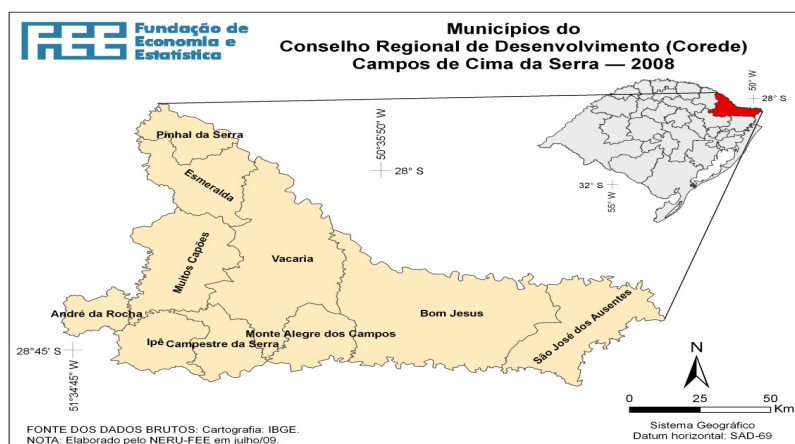 FEE
Fundação de
Economia e
Estatística
Municípios do
Conselho Regional de Desenvolvimento (Corede)
Campos de Cima da Serra — 2008
50° W
28° S
32° S
55° W
50°35'50" W
28° S
Pinhal da Serra
Esmeralda
Muitos Capões
Vacaria
André da Rocha
Ipê
Campestre da Serra
Monte Alegre dos Campos
Bom Jesus
São José dos Ausentes
28°45' S
51°34'45" W
N
0 25 50
Km
Sistema Geográfico
Datum horizontal: SAD-69
FONTE DOS DADOS BRUTOS: Cartografia: IBGE.
NOTA: Elaborado pelo NERU-FEE em julho/09.